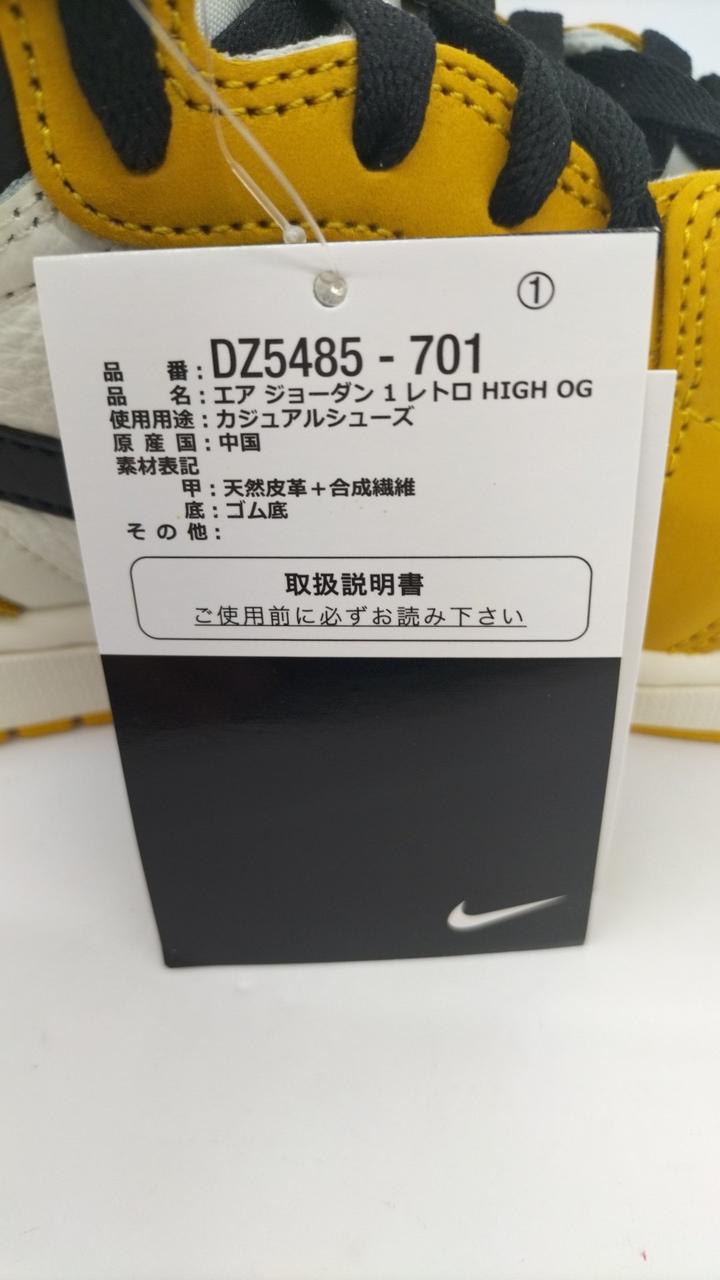 ①
品 番：DZ5485 - 701
品 名：エア ジョーダン 1 レトロ HIGH OG
使用用途：カジュアルシューズ
原 産 国：中国
素材表記
甲：天然皮革＋合成繊維
底：ゴム底
そ の 他：
取扱説明書
ご使用前に必ずお読み下さい